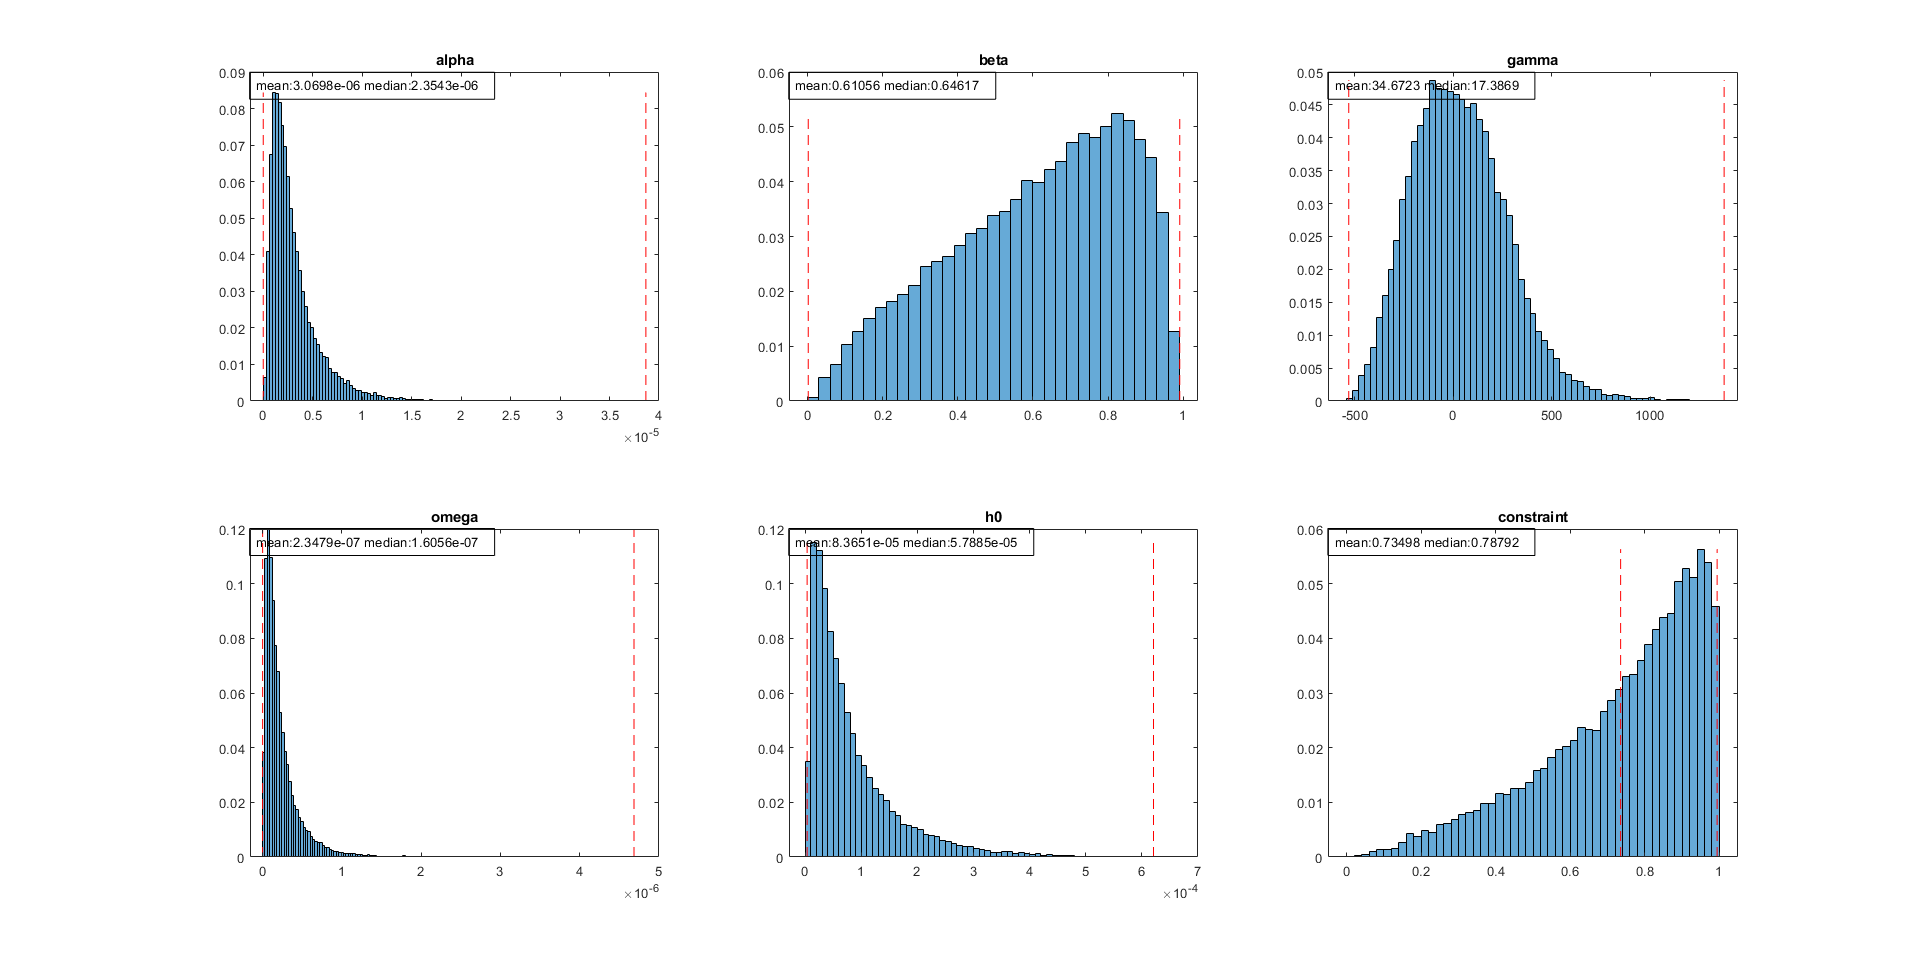 alpha
mean:3.0698e-06 median:2.3543e-06
0.09
0.08
0.07
0.06
0.05
0.04
0.03
0.02
0.01
0
0 0.5 1 1.5 2 2.5 3 3.5 4
×10-5
beta
mean:0.61056 median:0.64617
0.06
0.05
0.04
0.03
0.02
0.01
0
0 0.2 0.4 0.6 0.8 1
gamma
mean:34.6723 median:17.3869
0.05
0.045
0.04
0.035
0.03
0.025
0.02
0.015
0.01
0.005
0
-500 0 500 1000
omega
mean:2.3479e-07 median:1.6056e-07
0.12
0.1
0.08
0.06
0.04
0.02
0
0 1 2 3 4 5
×10-6
h0
mean:8.3651e-05 median:5.7885e-05
0.12
0.1
0.08
0.06
0.04
0.02
0
0 1 2 3 4 5 6 7
×10-4
constraint
mean:0.73498 median:0.78792
0.06
0.05
0.04
0.03
0.02
0.01
0
0 0.2 0.4 0.6 0.8 1